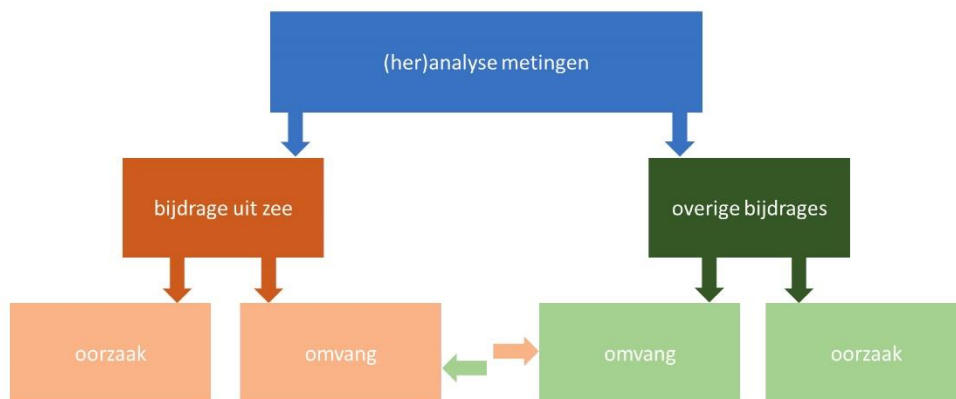 (her)analyse metingen
bijdrage uit zee
overige bijdrages
oorzaak
omvang
omvang
oorzaak